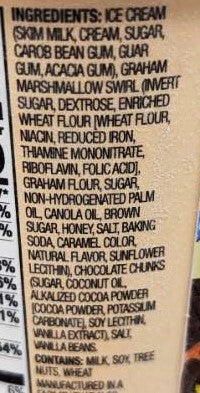 INGREDIENTS: ICE CREAM
(SKIM MILK, CREAM, SUGAR,
CAROB BEAN GUM, GUAR
GUM, ACACIA GUM), GRAHAM
MARSHMALLOW SWIRL (INVERT
SUGAR, DEXTROSE, ENRICHED
WHEAT FLOUR [WHEAT FLOUR,
NIACIN, REDUCED IRON,
THIAMINE MONONITRATE,
RIBOFLAVIN, FOLIC ACID],
GRAHAM FLOUR, SUGAR,
NON-HYDROGENATED PALM
OIL, CANOLA OIL, BROWN
SUGAR, HONEY, SALT, BAKING
SODA, CARAMEL COLOR,
NATURAL FLAVOR, SUNFLOWER
LECITHIN), CHOCOLATE CHUNKS
(SUGAR, COCONUT OIL,
ALKALIZED COCOA POWDER
[COCOA POWDER, POTASSIUM
CARBONATE], SOY LECITHIN,
VANILLA EXTRACT), SALT,
VANILLA BEANS.
CONTAINS: MILK, SOY, TREE
NUTS, WHEAT
MANUFACTURED IN A